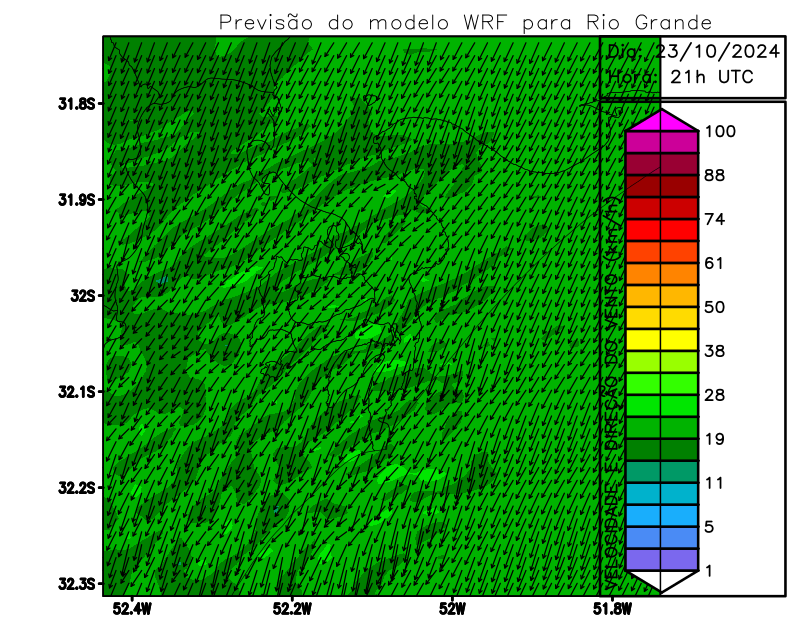 Previsão do modelo WRF para Rio Grande
Dia: 23/10/2024
Hora: 21h UTC
31.8S
31.9S
32S
32.1S
32.2S
32.3S
52.4W
52.2W
52W
51.8W
VELOCIDADE E DIREÇÃO DO VENTO (km/h)
100
88
74
61
50
38
28
19
11
5
1